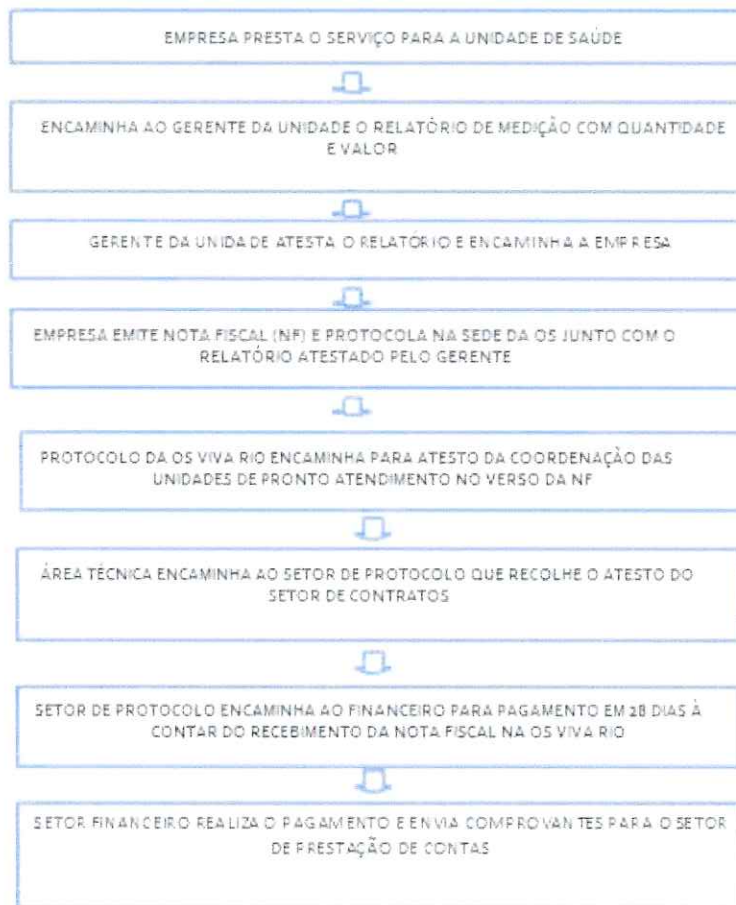 EMPRESA PRESTA O SERVIÇO PARA A UNIDADE DE SAÚDE
ENCAMINHA AO GERENTE DA UNIDADE O RELATÓRIO DE MEDIÇÃO COM QUANTIDADE
E VALOR
GERENTE DA UNIDADE ATESTA O RELATÓRIO E ENCAMINHA A EMPRESA
EMPRESA EMITE NOTA FISCAL (NF) E PROTOCOLA NA SEDE DA OS JUNTO COM O
RELATÓRIO ATESTADO PELO GERENTE
PROTOCOLO DA OS VIVA RIO ENCAMINHA PARA ATESTO DA COORDENAÇÃO DAS
UNIDADES DE PRONTO ATENDIMENTO NO VERSO DA NF
ÁREA TÉCNICA ENCAMINHA AO SETOR DE PROTOCOLO QUE RECOLHE O ATESTO DO
SETOR DE CONTRATOS
SETOR DE PROTOCOLO ENCAMINHA AO FINANCEIRO PARA PAGAMENTO EM 28 DIAS À
CONTAR DO RECEBIMENTO DA NOTA FISCAL NA OS VIVA RIO
SETOR FINANCEIRO REALIZA O PAGAMENTO E ENVIA COMPROVANTES PARA O SETOR
DE PRESTAÇÃO DE CONTAS